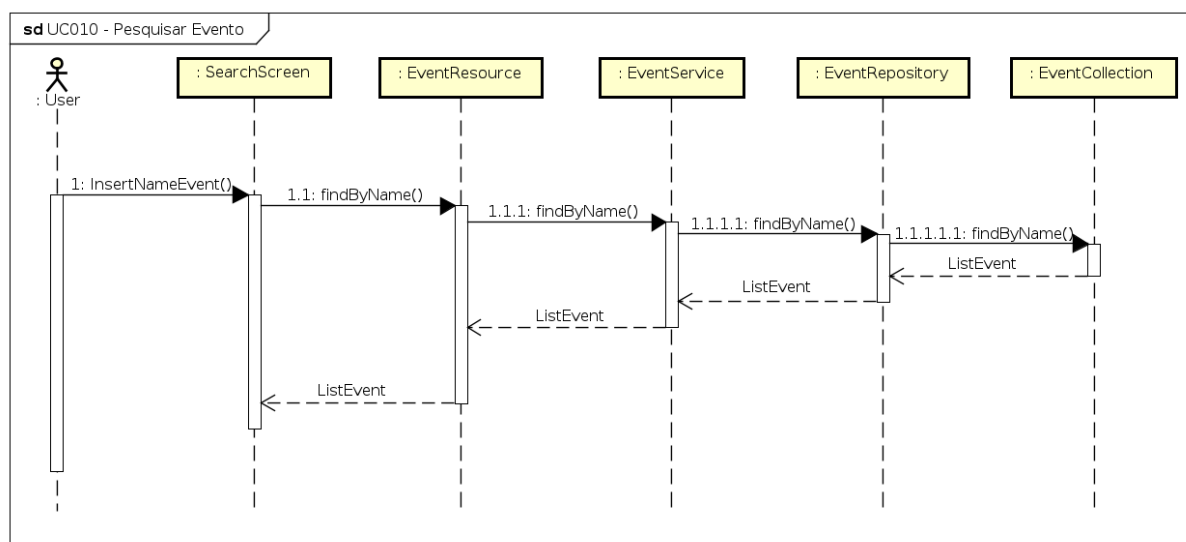 sd UC010 - Pesquisar Evento
: User
: SearchScreen
: EventResource
: EventService
: EventRepository
: EventCollection
1: InsertNameEvent()
1.1: findByName()
1.1.1: findByName()
1.1.1.1: findByName()
1.1.1.1.1: findByName()
ListEvent
ListEvent
ListEvent
ListEvent